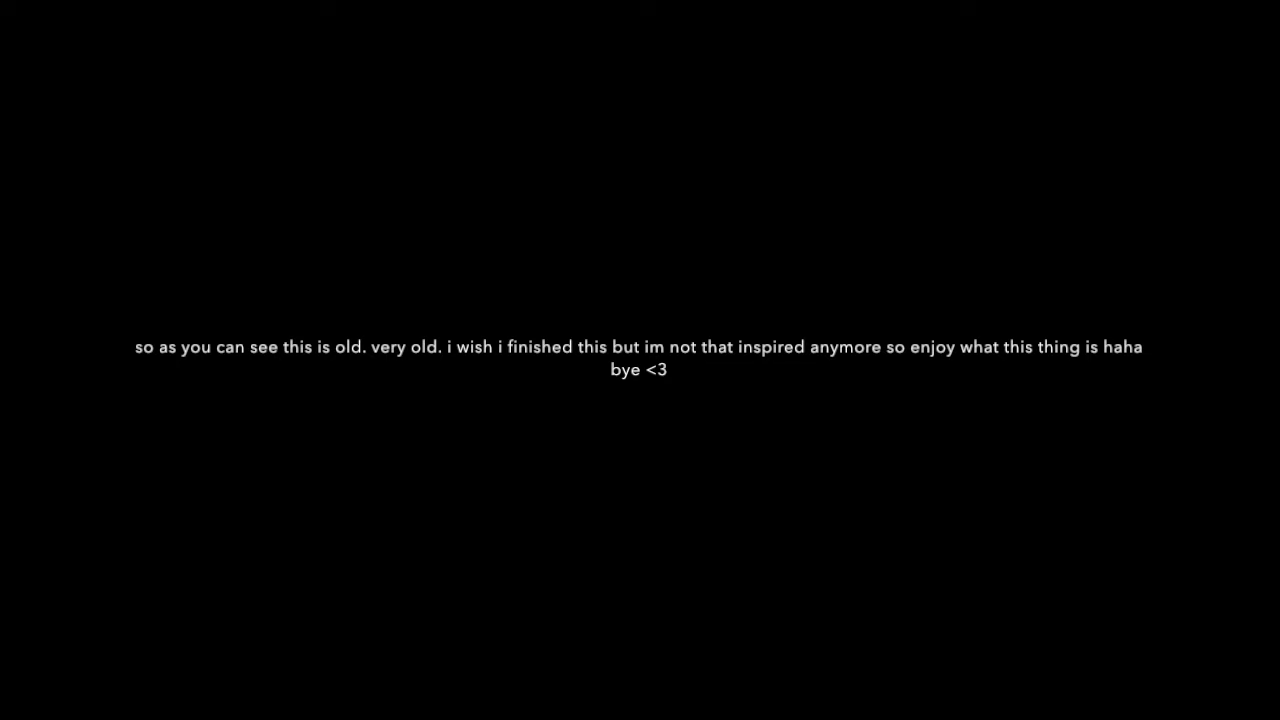 so as you can see this is old. very old. i wish i finished this but im not that inspired anymore so enjoy what this thing is haha
bye <3